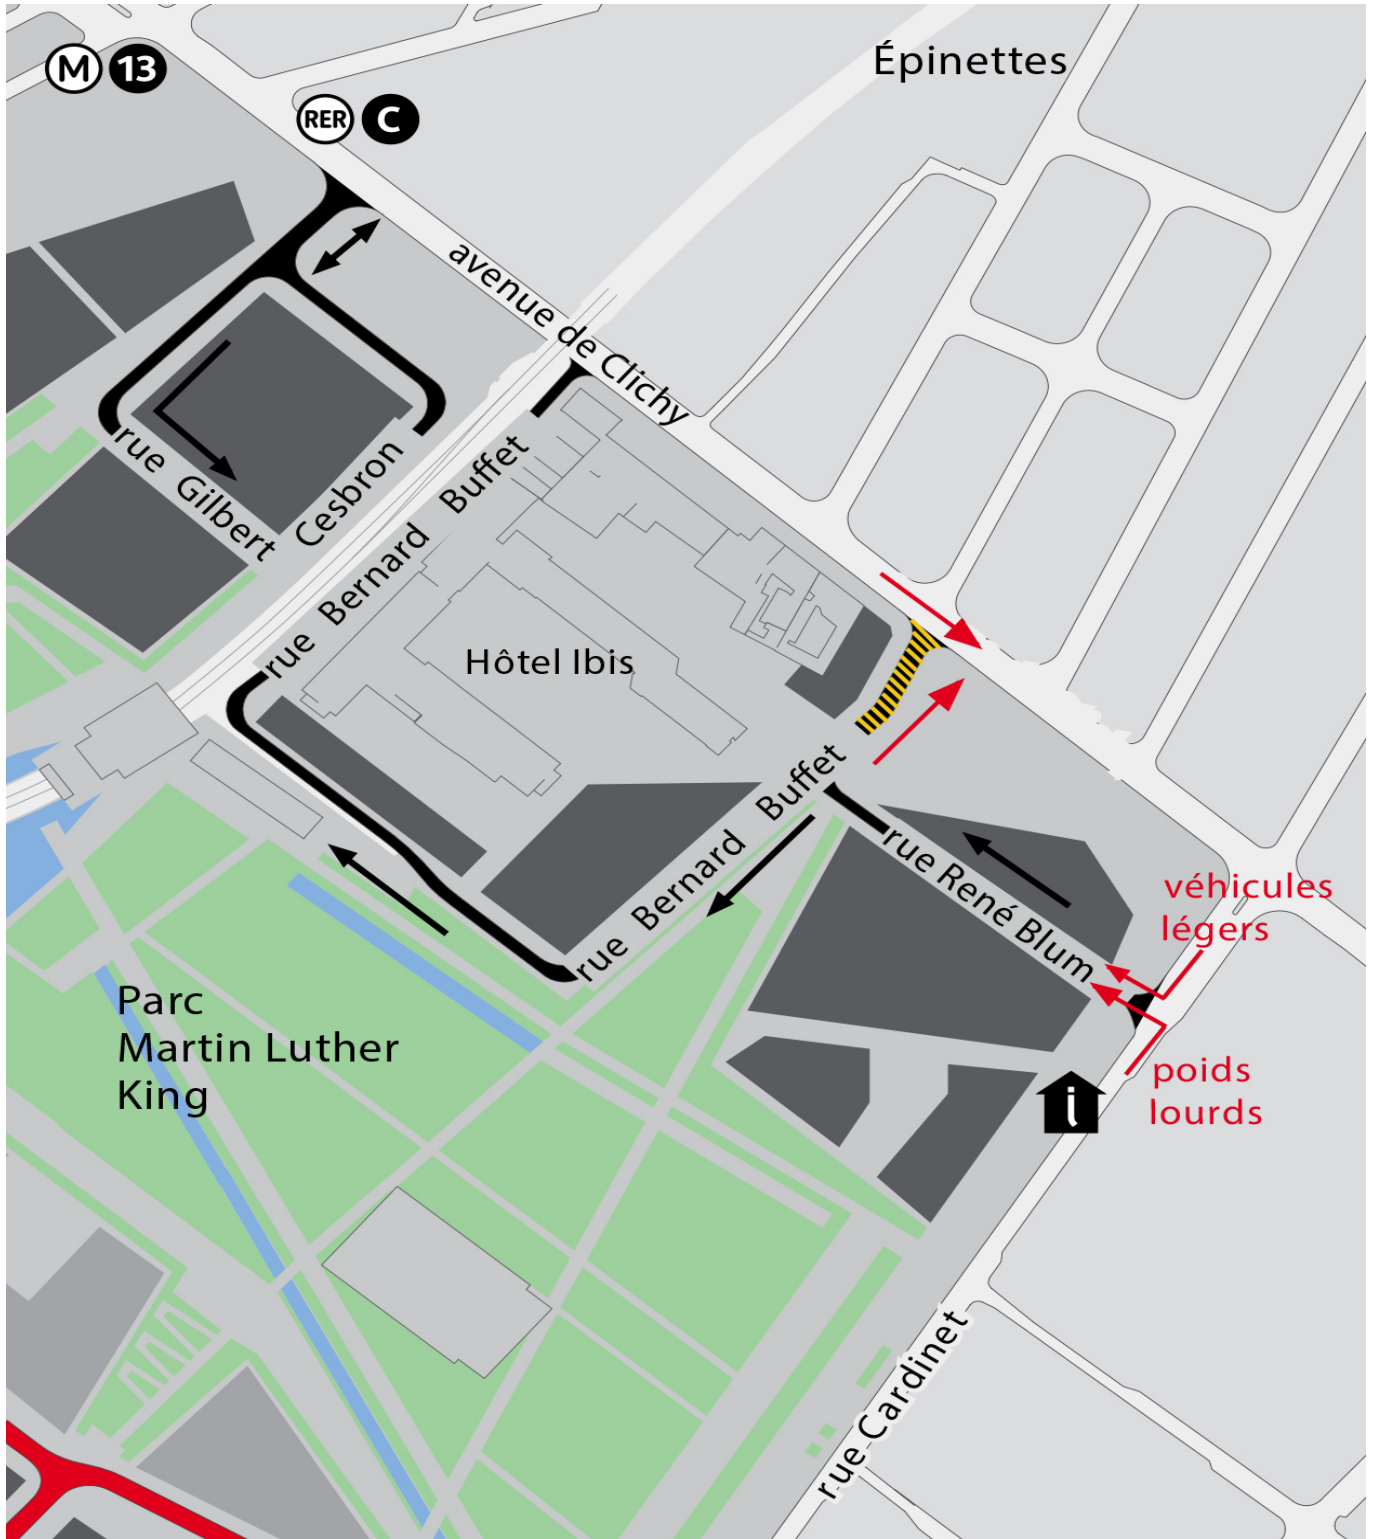 Épinettes
M 13
RER C
avenue de Clichy
rue Gilbert
Cesbron
rue Bernard Buffet
Hôtel Ibis
rue Bernard Buffet
rue René Blum
véhicules
légers
Parc
Martin Luther
King
poids
lourds
i
rue Cardinet